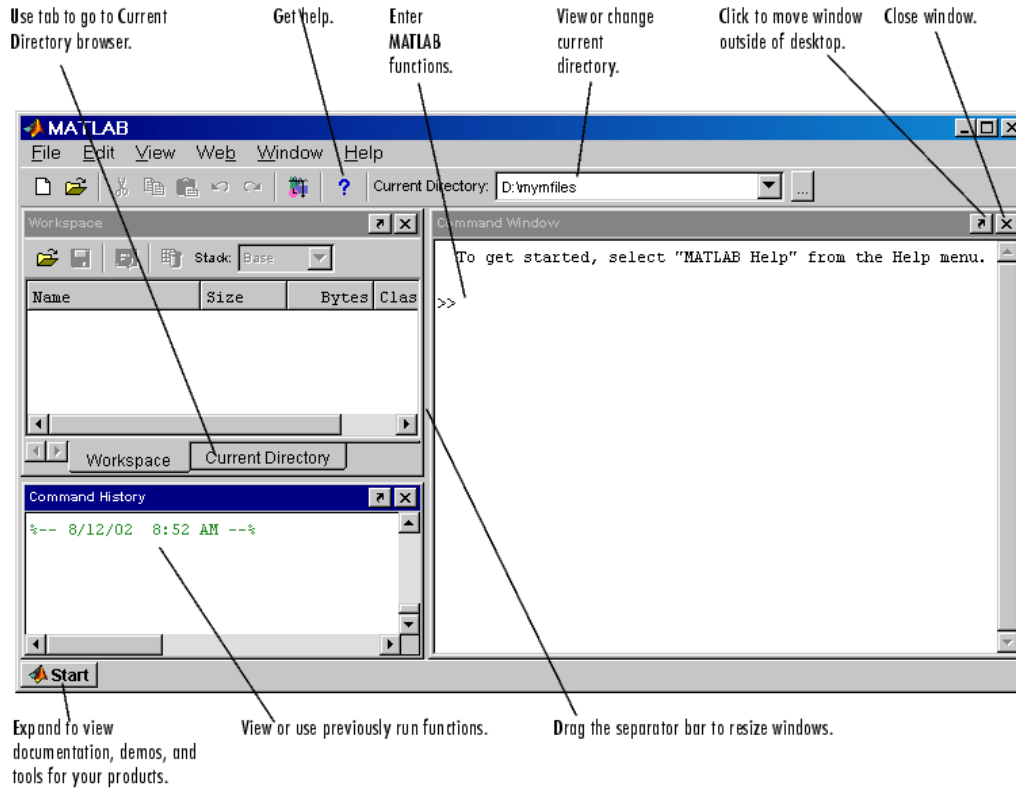 Use tab to go to Current
Directory browser.
Get help.
Enter
MATLAB
functions.
View or change
current
directory.
Click to move window
outside of desktop.
Close window.
MATLAB
File Edit View Web Window Help
? Current Directory: D:\mymfiles ...
Workspace
Stack: Base
Name Size Bytes Clas
Workspace Current Directory
Command History
%-- 8/12/02 8:52 AM --%
Command Window
To get started, select "MATLAB Help" from the Help menu.
>>
Start
Expand to view
documentation, demos, and
tools for your products.
View or use previously run functions.
Drag the separator bar to resize windows.